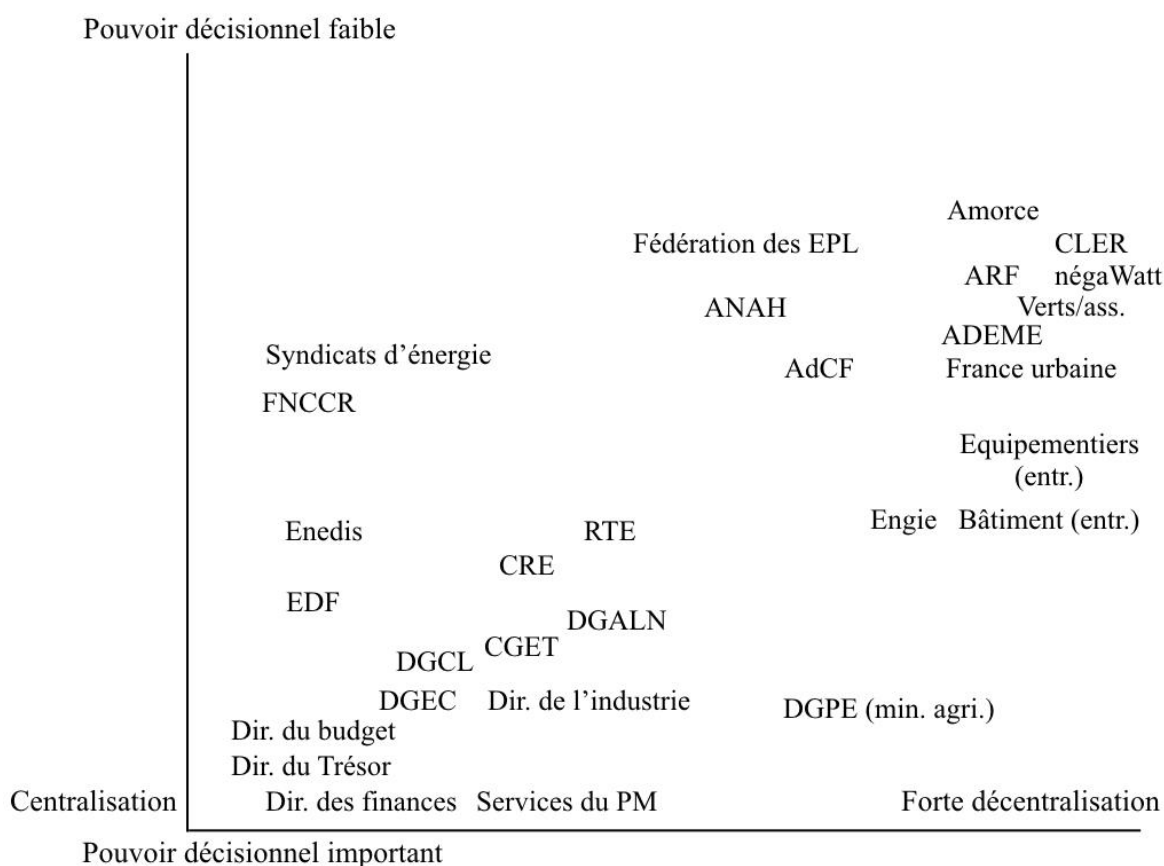 Pouvoir décisionnel faible
Amorce
Fédération des EPL CLER
ARF négaWatt
ANAH Verts/ass.
ADEME
Syndicats d’énergie AdCF France urbaine
FNCCR
Equipementiers
(entr.)
Engie Bâtiment (entr.)
Enedis RTE
CRE
EDF
DGALN
CGET
DGCL
DGEC Dir. de l’industrie DGPE (min. agri.)
Dir. du budget
Dir. du Trésor
Centralisation Dir. des finances Services du PM Forte décentralisation
Pouvoir décisionnel important